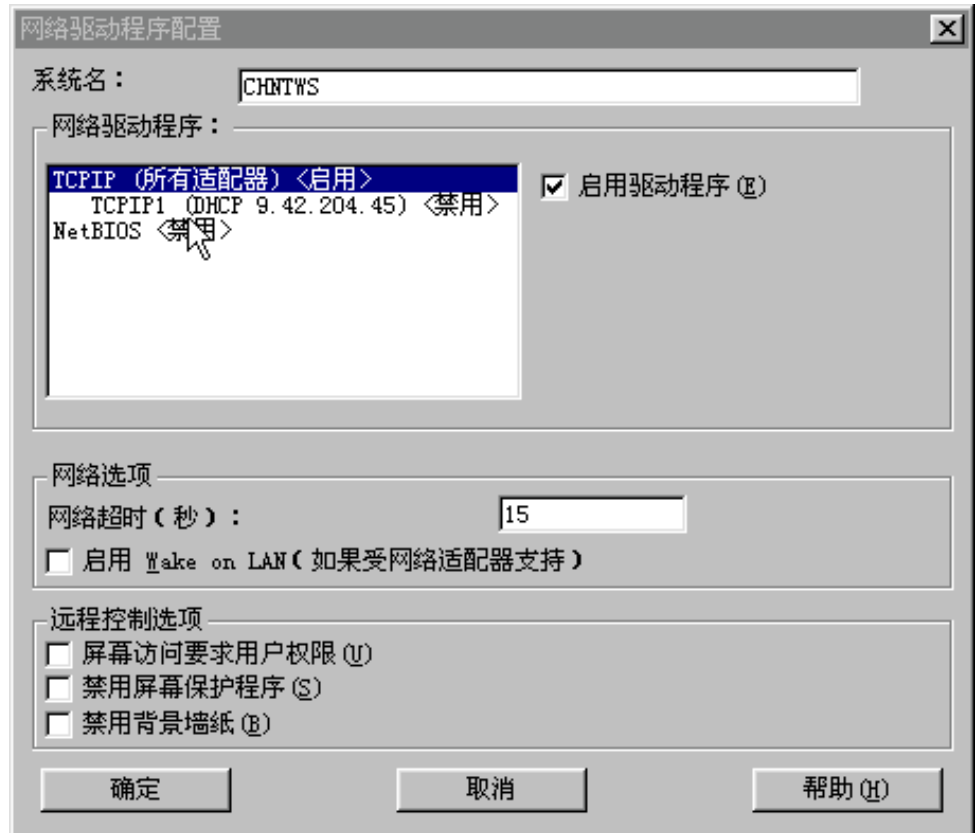 网络驱动程序配置
系统名：
CHNTWS
网络驱动程序：
TCPIP (所有适配器) <启用>
TCPIP1 (DHCP 9.42.204.45) <禁用>
NetBIOS <禁用>
启用驱动程序(E)
网络选项
网络超时(秒)：
15
启用 Wake on LAN(如果受网络适配器支持)
远程控制选项
屏幕访问要求用户权限(U)
禁用屏幕保护程序(S)
禁用背景墙纸(B)
确定
取消
帮助(H)